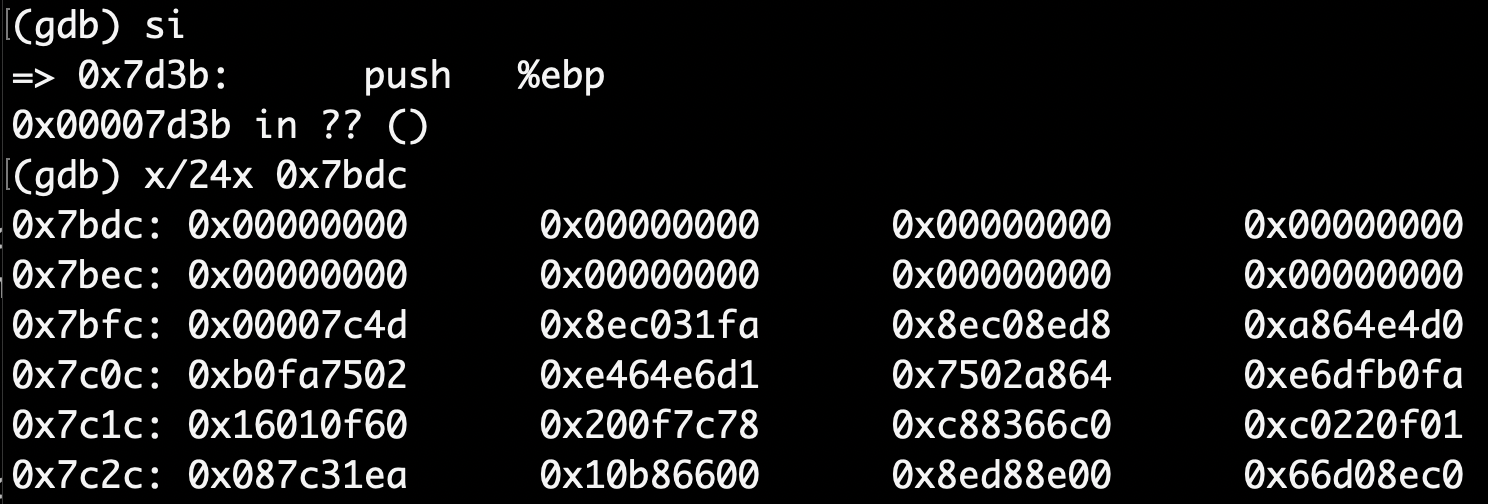 (gdb) si
=> 0x7d3b: push %ebp
0x00007d3b in ?? ()
(gdb) x/24x 0x7bdc
0x7bdc: 0x00000000 0x00000000 0x00000000 0x00000000
0x7bec: 0x00000000 0x00000000 0x00000000 0x00000000
0x7bfc: 0x00007c4d 0x8ec031fa 0x8ec08ed8 0xa864e4d0
0x7c0c: 0xb0fa7502 0xe464e6d1 0x7502a864 0xe6dfb0fa
0x7c1c: 0x16010f60 0x200f7c78 0xc88366c0 0xc0220f01
0x7c2c: 0x087c31ea 0x10b86600 0x8ed88e00 0x66d08ec0